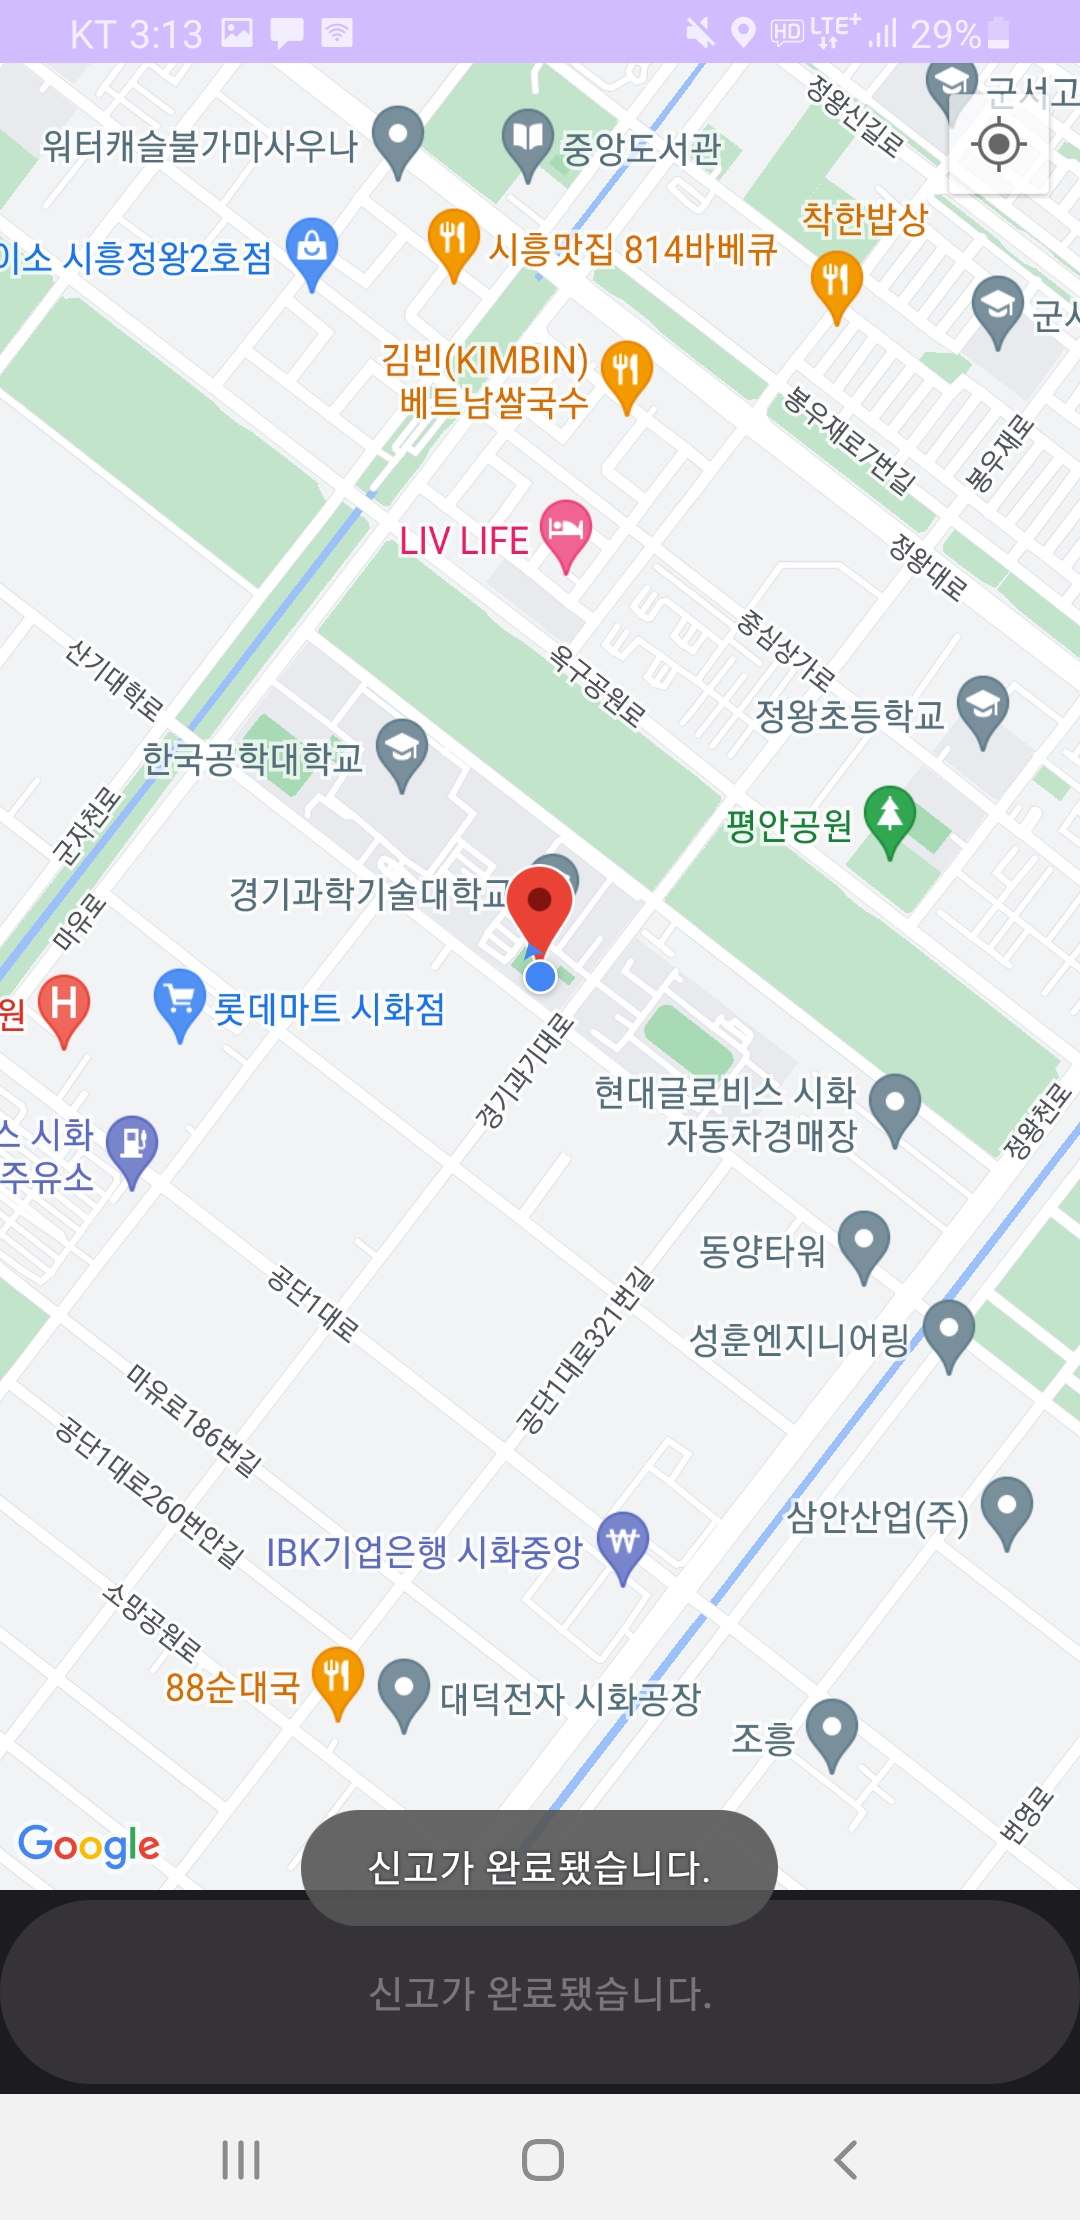 KT 3:13
HD LTE+ 29%
정왕신길로
군서고
워터캐슬불가마사우나
중앙도서관
착한밥상
이소 시흥정왕2호점
시흥맛집 814바베큐
군서
김빈(KIMBIN)
베트남쌀국수
봉우재로7번길
봉우재로
LIV LIFE
정왕대로
중심상가로
산기대학로
옥구공원로
정왕초등학교
한국공학대학교
군자천로
평안공원
경기과학기술대학교
마유로
H
원
롯데마트 시화점
경기과기대로
현대글로비스 시화
자동차경매장
정왕천로
스 시화
주유소
동양타워
공단1대로
공단1대로321번길
성훈엔지니어링
마유로186번길
공단1대로260번안길
삼안산업(주)
IBK기업은행 시화중앙
₩
소망공원로
88순대국
대덕전자 시화공장
조흥
번영로
Google
신고가 완료됐습니다.
신고가 완료됐습니다.